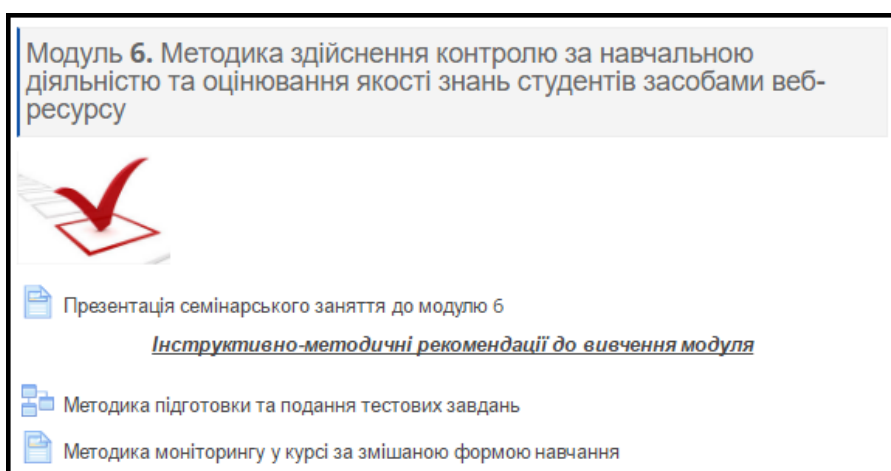 Модуль 6. Методика здійснення контролю за навчальною
діяльністю та оцінювання якості знань студентів засобами веб-
ресурсу
Презентація семінарського заняття до модулю 6
Інструктивно-методичні рекомендації до вивчення модуля
Методика підготовки та подання тестових завдань
Методика моніторингу у курсі за змішаною формою навчання